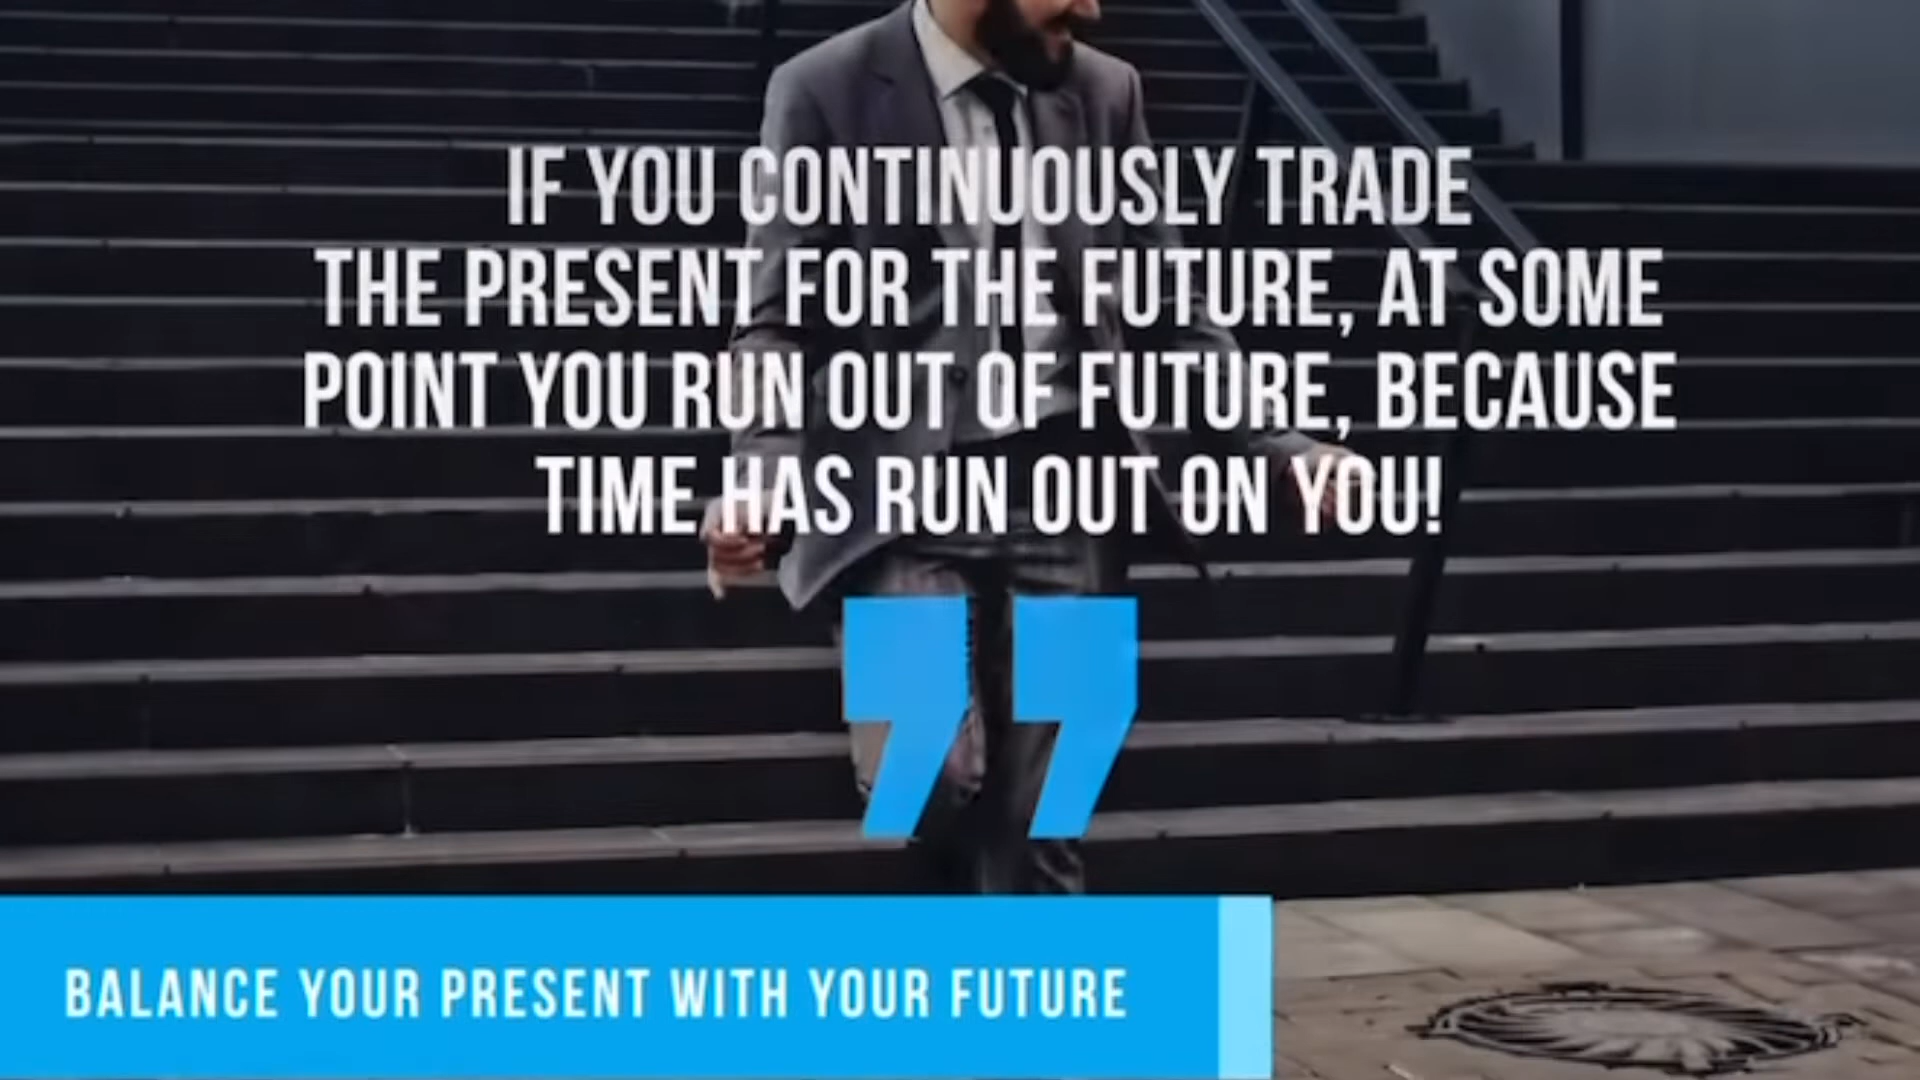 IF YOU CONTINUOUSLY TRADE
THE PRESENT FOR THE FUTURE, AT SOME
POINT YOU RUN OUT OF FUTURE, BECAUSE
TIME HAS RUN OUT ON YOU!
”
BALANCE YOUR PRESENT WITH YOUR FUTURE